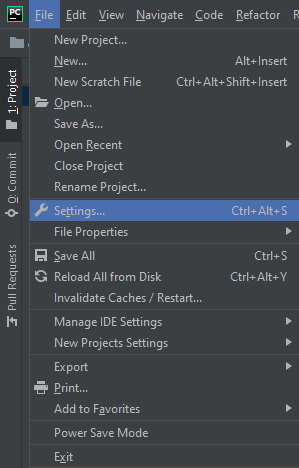 PC File Edit View Navigate Code Refactor
New Project...
New... Alt+Insert
New Scratch File Ctrl+Alt+Shift+Insert
Open...
Save As...
Open Recent
Close Project
Rename Project...
Settings... Ctrl+Alt+S
File Properties
Save All Ctrl+S
Reload All from Disk Ctrl+Alt+Y
Invalidate Caches / Restart...
Manage IDE Settings
New Projects Settings
Export
Print...
Add to Favorites
Power Save Mode
Exit
1: Project
0: Commit
Pull Requests